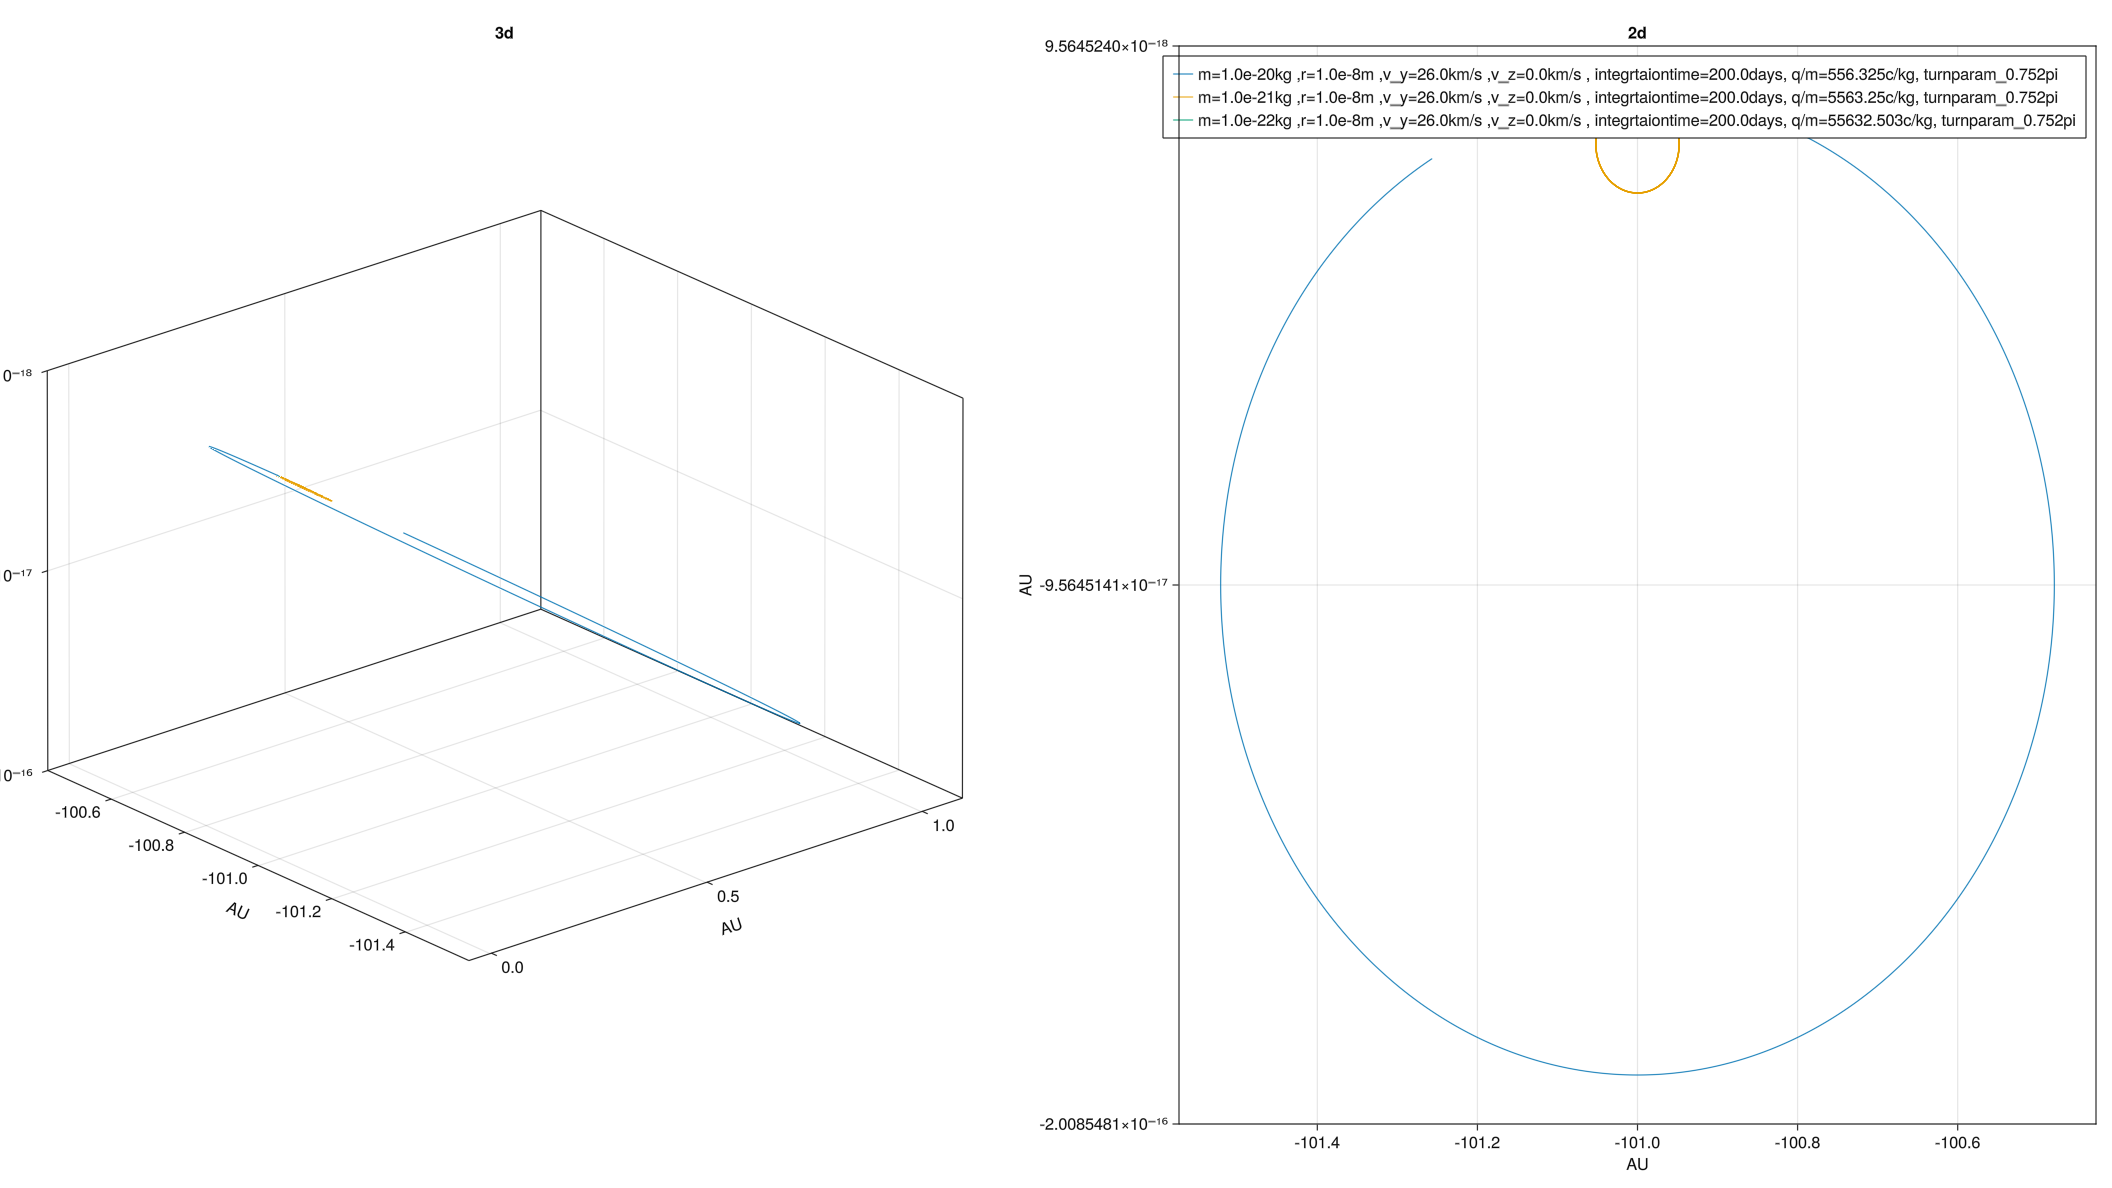 3d
0⁻¹⁸
0⁻¹⁷
10⁻¹⁶
-100.6
-100.8
-101.0
-101.2
-101.4
AU
0.0
0.5
1.0
AU
2d
9.5645240×10⁻¹⁸
m=1.0e-20kg ,r=1.0e-8m ,v_y=26.0km/s ,v_z=0.0km/s , integrtaiontime=200.0days, q/m=556.325c/kg, turnparam_0.752pi
m=1.0e-21kg ,r=1.0e-8m ,v_y=26.0km/s ,v_z=0.0km/s , integrtaiontime=200.0days, q/m=5563.25c/kg, turnparam_0.752pi
m=1.0e-22kg ,r=1.0e-8m ,v_y=26.0km/s ,v_z=0.0km/s , integrtaiontime=200.0days, q/m=55632.503c/kg, turnparam_0.752pi
AU
-9.5645141×10⁻¹⁷
-2.0085481×10⁻¹⁶
-101.4
-101.2
-101.0
-100.8
-100.6
AU